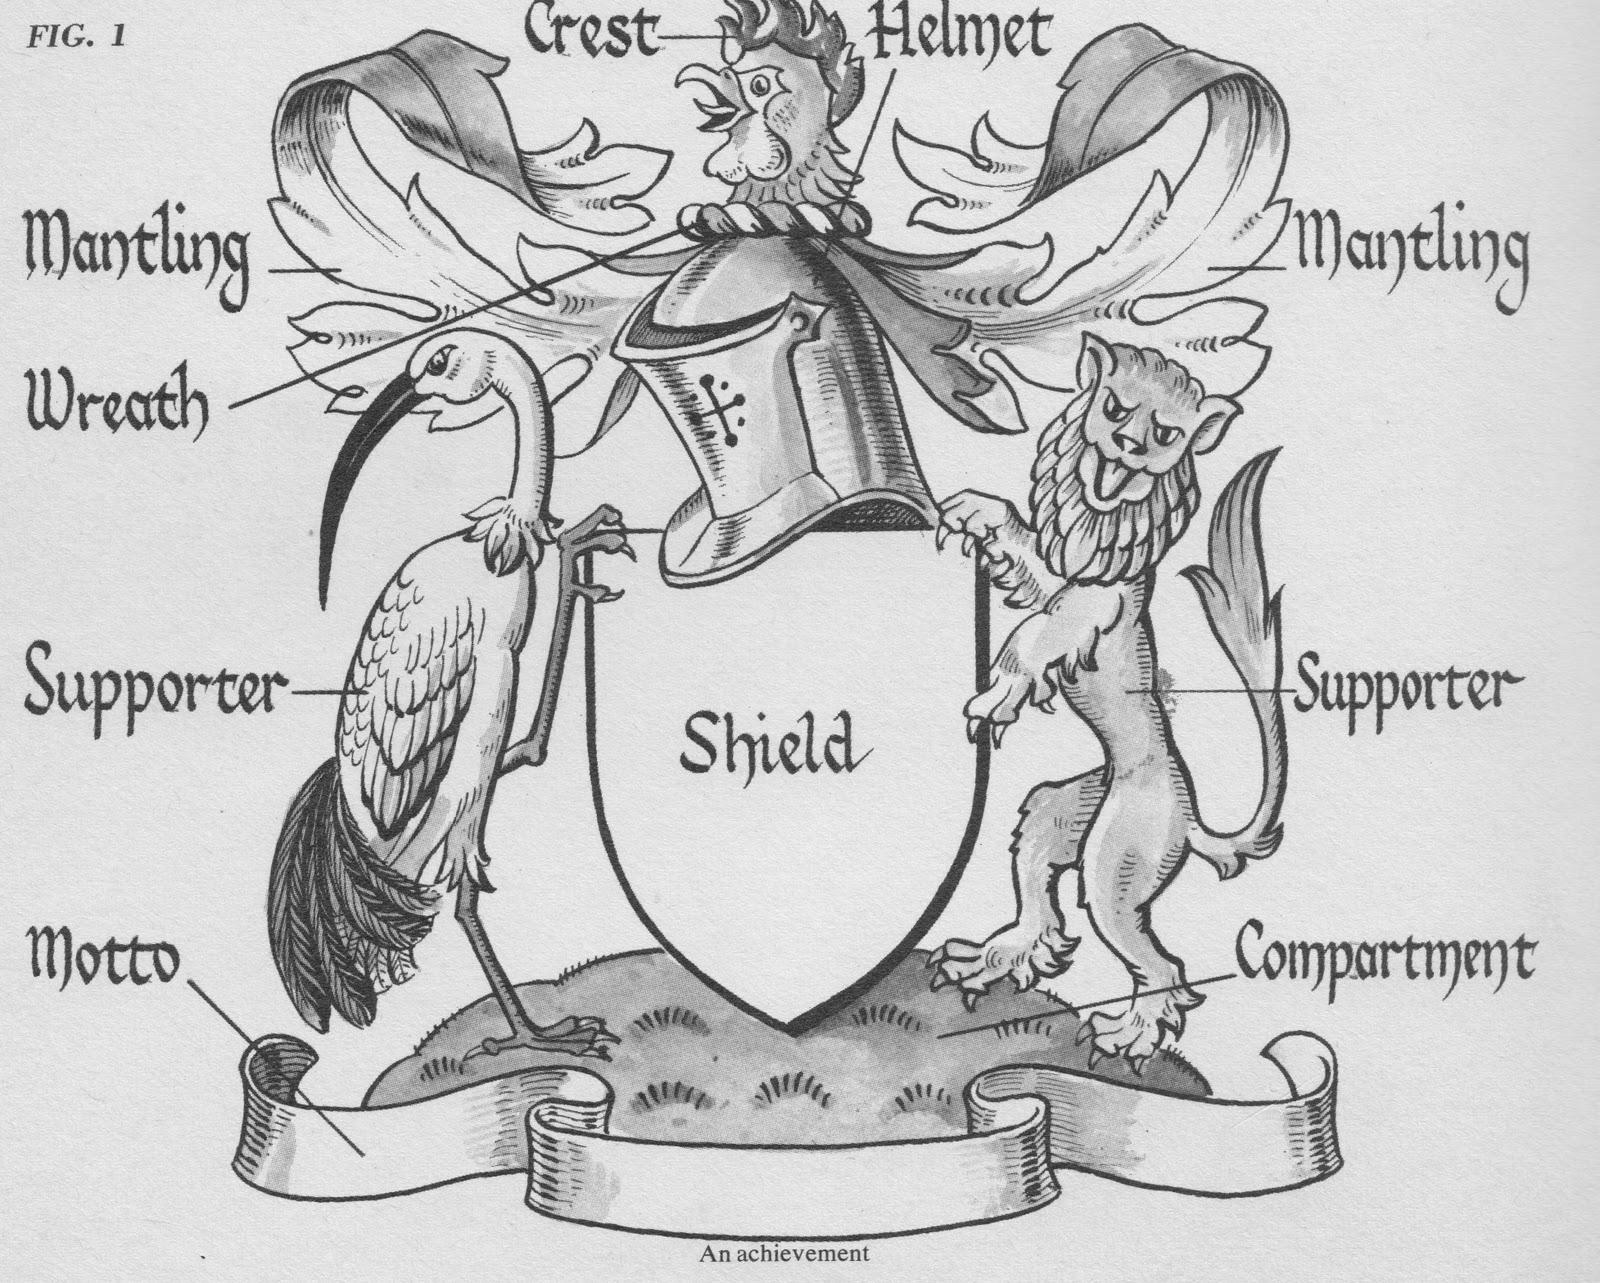 FIG. 1
Crest
Helmet
Mantling
Mantling
Wreath
Shield
Supporter
Supporter
Motto
Compartment
An achievement